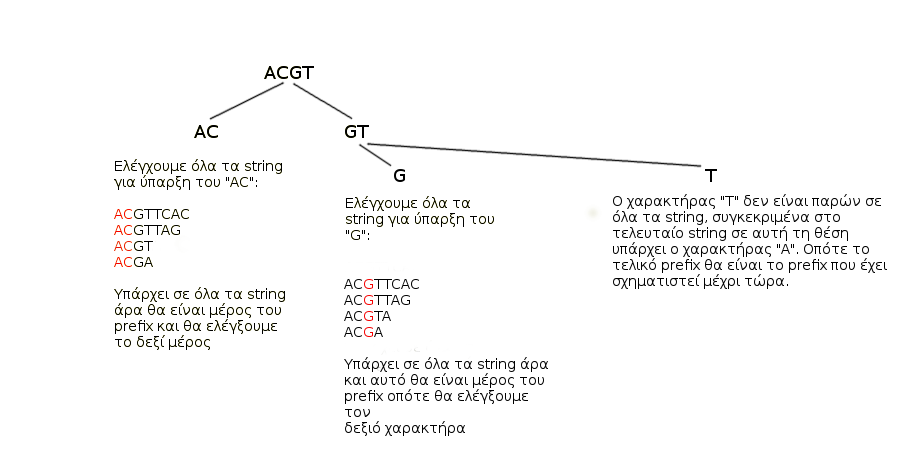 ACGT
AC
GT
G
T
Ελέγχουμε όλα τα string
για ύπαρξη του "AC":
ACGTTCAC
ACGTTAG
ACGT
ACGA
Υπάρχει σε όλα τα string
άρα θα είναι μέρος του
prefix και θα ελέγξουμε
το δεξί μέρος
Ελέγχουμε όλα τα
string για ύπαρξη του
"G":
ACGTTCAC
ACGTTAG
ACGTA
ACGA
Υπάρχει σε όλα τα string άρα
και αυτό θα είναι μέρος του
prefix οπότε θα ελέγξουμε
τον
δεξιό χαρακτήρα
Ο χαρακτήρας "T" δεν είναι παρών σε
όλα τα string, συγκεκριμένα στο
τελευταίο string σε αυτή τη θέση
υπάρχει ο χαρακτήρας "A". Οπότε το
τελικό prefix θα είναι το prefix που έχει
σχηματιστεί μέχρι τώρα.